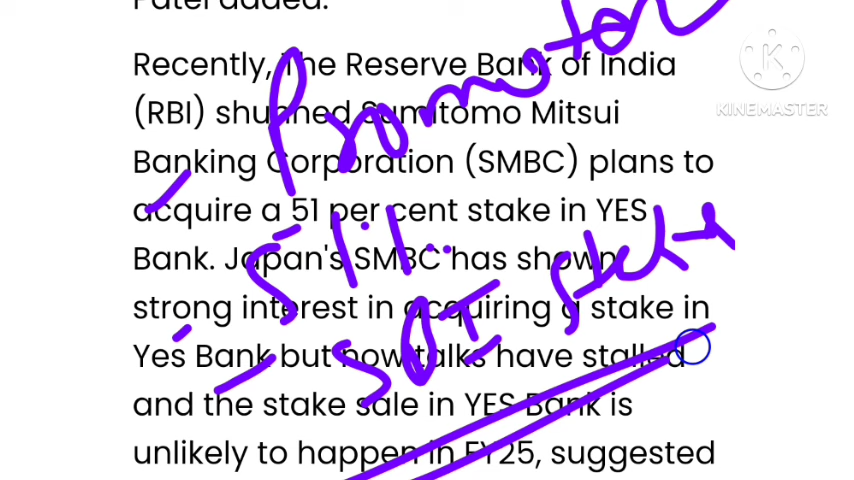 Patel added.
Recently, The Reserve Bank of India
(RBI) shunned Sumitomo Mitsui
Banking Corporation (SMBC) plans to
acquire a 51 per cent stake in YES
Bank. Japan's SMBC has shown
strong interest in acquiring a stake in
Yes Bank but now talks have stalled
and the stake sale in YES Bank is
unlikely to happen in FY25, suggested
Promotor
51%
SBI stake
K
KINEMASTER